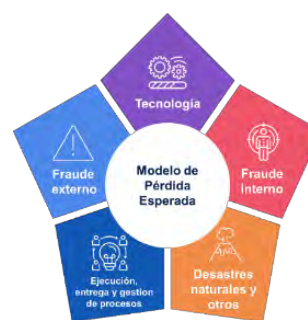 Tecnología
Fraude
externo
Modelo de
Pérdida
Esperada
Fraude
Interno
Ejecución,
entrega y gestión
de procesos
Desastres
naturales y
otros